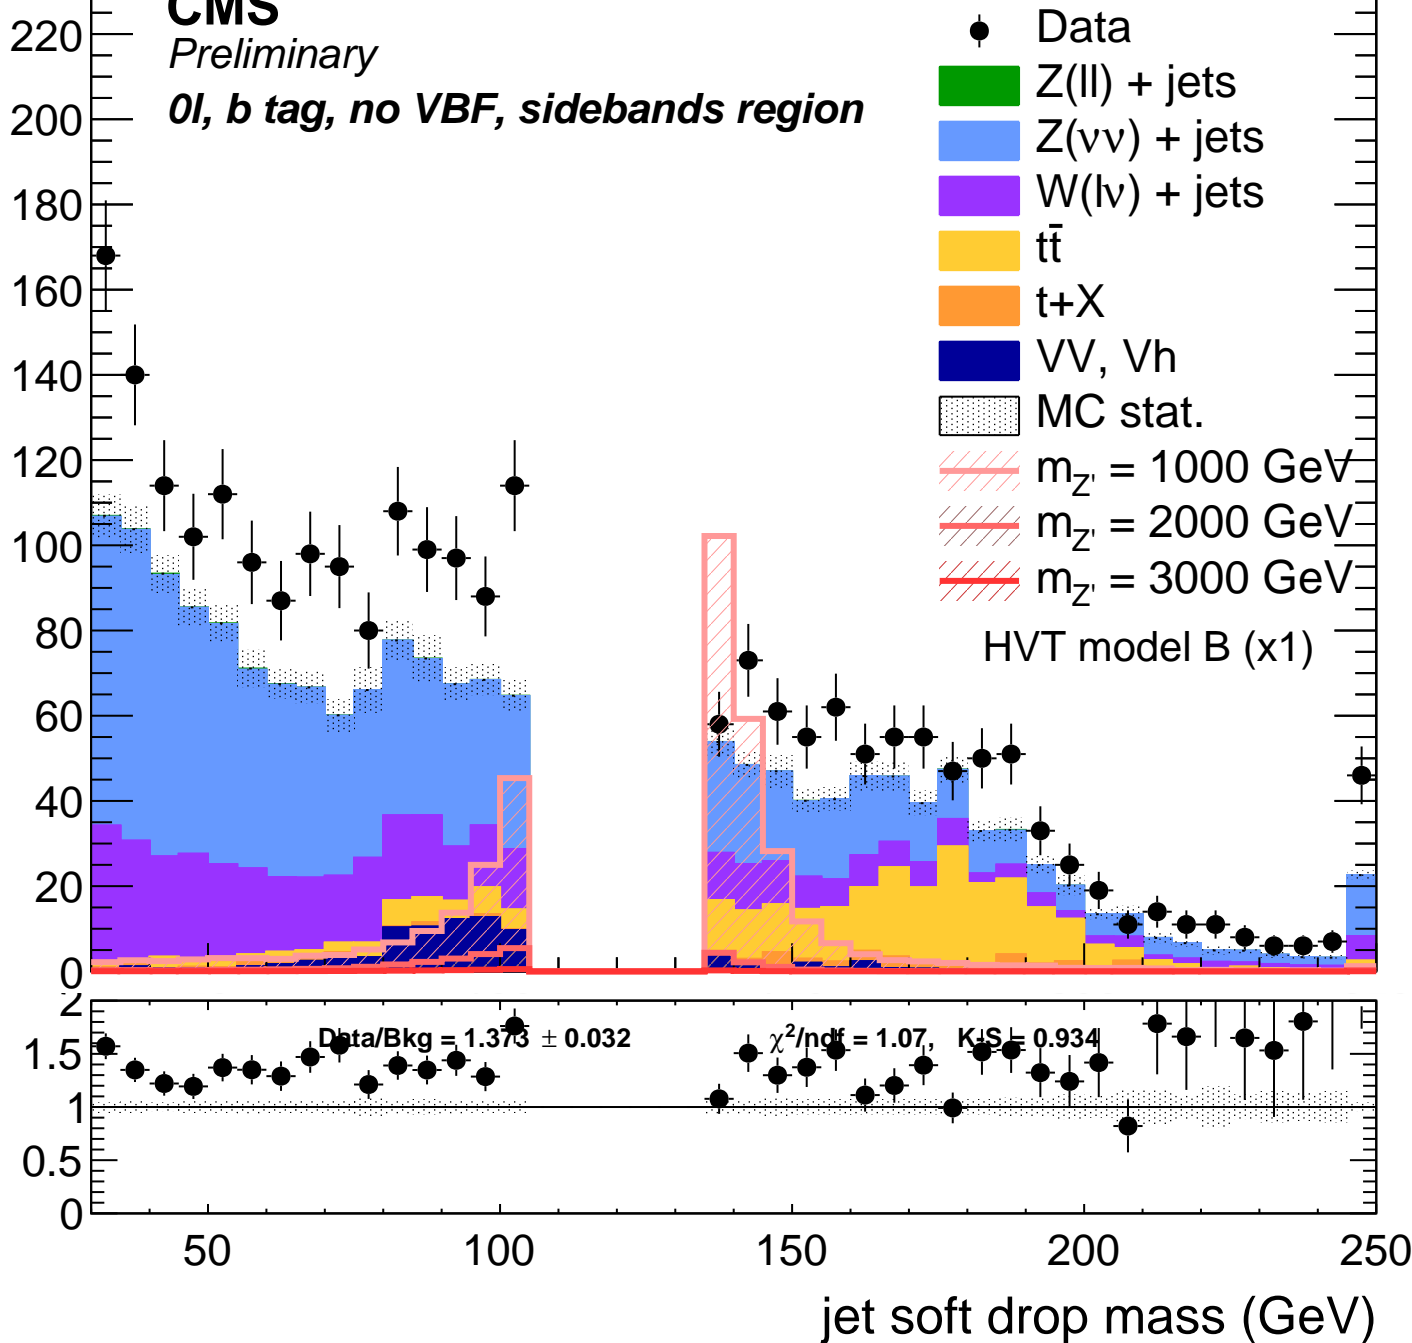 CMS
Preliminary
0l, b tag, no VBF, sidebands region
Data
Z(ll) + jets
Z(νν) + jets
W(lν) + jets
tt̄
t+X
VV, Vh
MC stat.
m_Z' = 1000 GeV
m_Z' = 2000 GeV
m_Z' = 3000 GeV
HVT model B (x1)
220
200
180
160
140
120
100
80
60
40
20
0
Data/Bkg = 1.373 ± 0.032
χ²/ndf = 1.07, K-S = 0.934
2
1.5
1
0.5
0
50 100 150 200 250
jet soft drop mass (GeV)